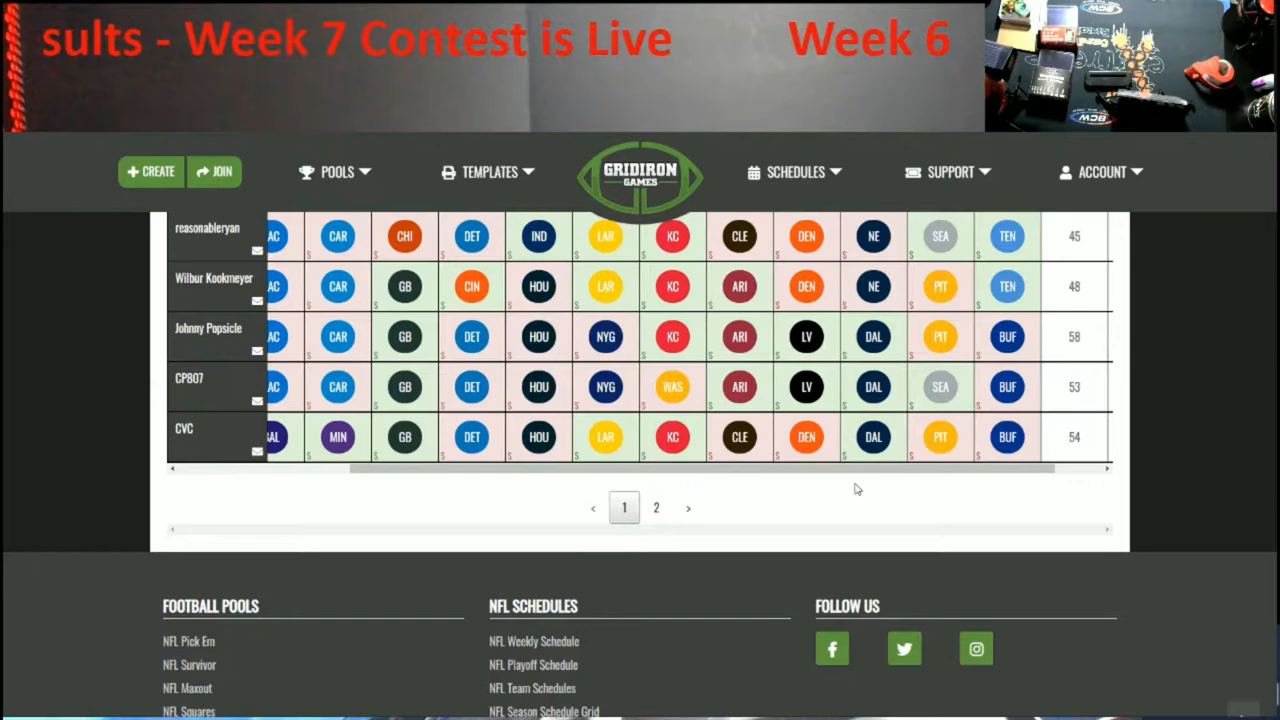 sults - Week 7 Contest is Live Week 6
CREATE JOIN POOLS TEMPLATES GRIDIRON GAMES SCHEDULES SUPPORT ACCOUNT
reasonableryan AC CAR CHI DET IND LAR KC CLE DEN NE SEA TEN 45
Wilbur Kookmeyer AC CAR GB CIN HOU LAR KC ARI DEN NE PIT TEN 48
Johnny Popsicle AC CAR GB DET HOU NYG KC ARI LV DAL PIT BUF 58
CP807 AC CAR GB DET HOU NYG WAS ARI LV DAL SEA BUF 53
CVC BAL MIN GB DET HOU LAR KC CLE DEN DAL PIT BUF 54
< 1 2 >
FOOTBALL POOLS NFL SCHEDULES FOLLOW US
NFL Pick Em NFL Weekly Schedule
NFL Survivor NFL Playoff Schedule
NFL Maxout NFL Team Schedules
NFL Squares NFL Season Schedule Grid
BCW
BCW